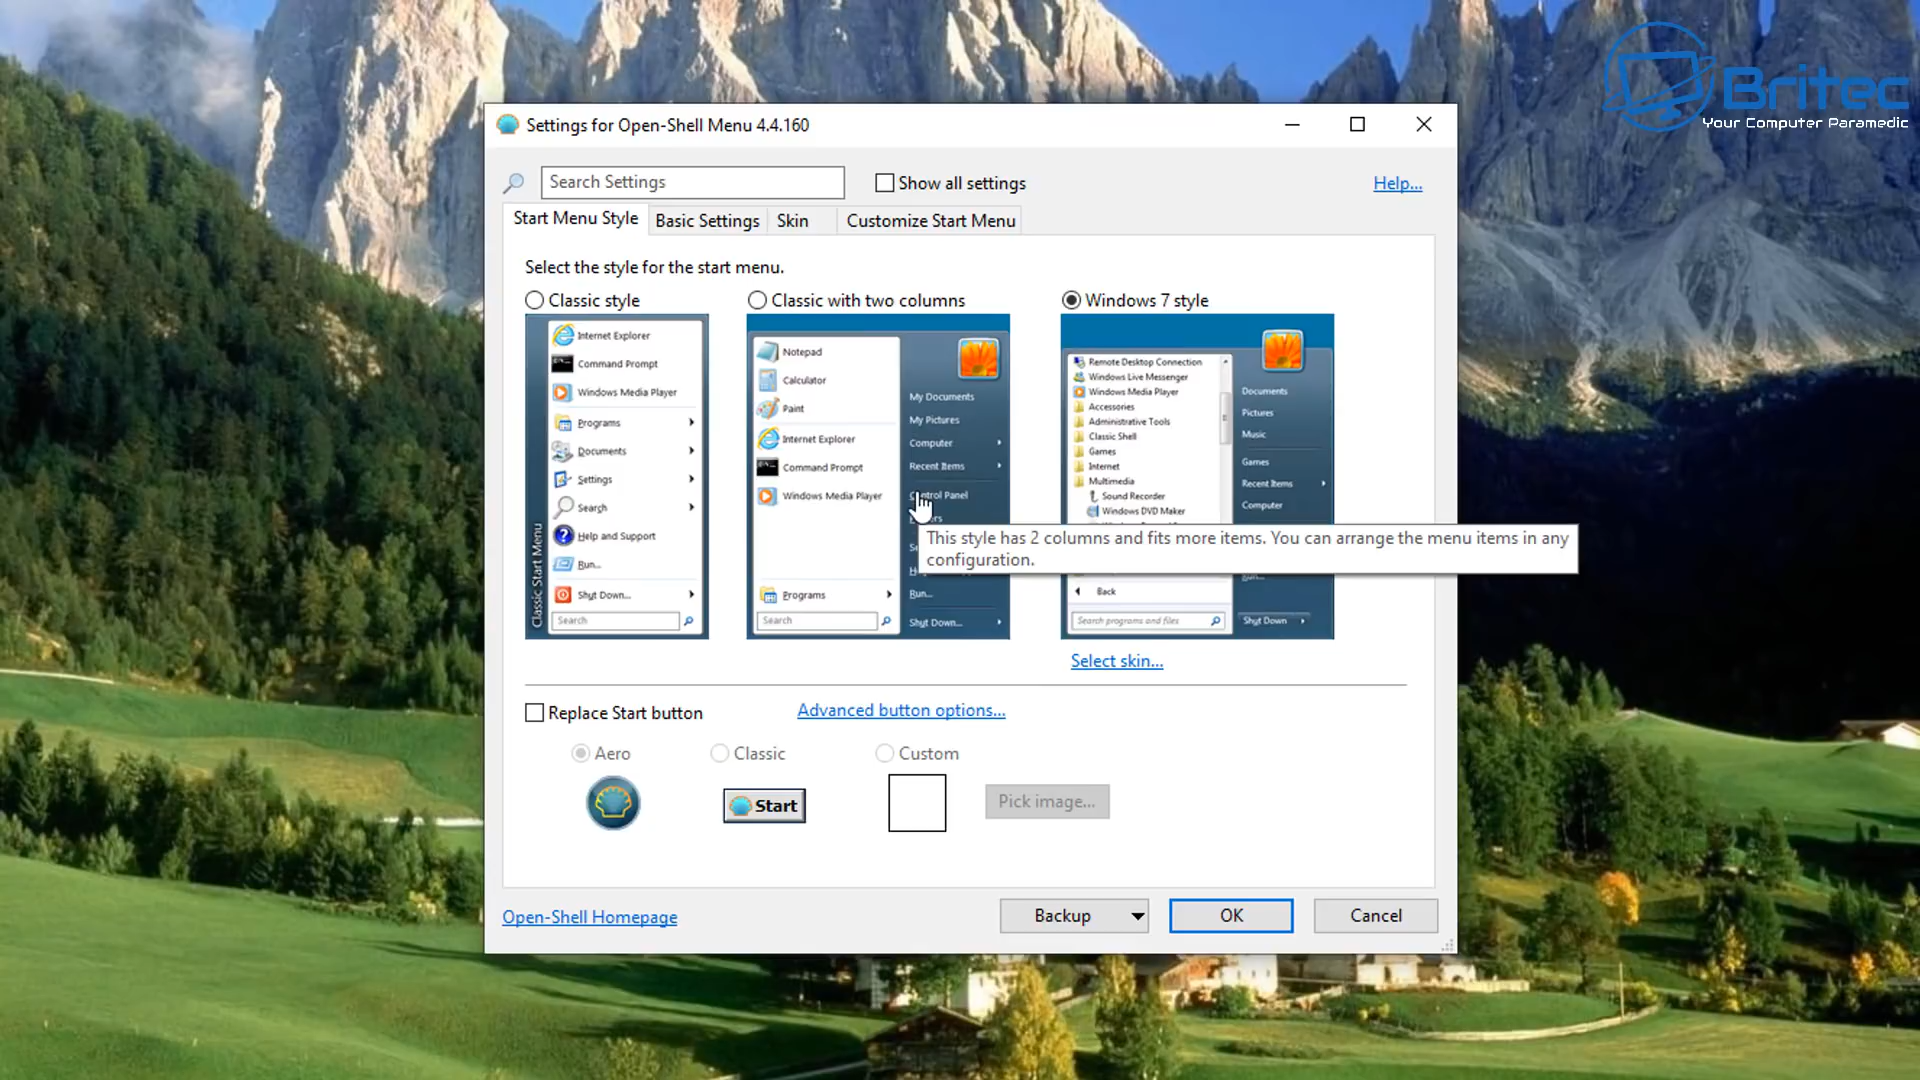 Britec
Your Computer Paramedic
Settings for Open-Shell Menu 4.4.160
Search Settings
Show all settings
Help...
Start Menu Style
Basic Settings
Skin
Customize Start Menu
Select the style for the start menu.
Classic style
Classic with two columns
Windows 7 style
Internet Explorer
Command Prompt
Windows Media Player
Programs
Documents
Settings
Search
Help and Support
Run...
Shut Down...
Search
Classic Start Menu
Notepad
Calculator
Paint
Internet Explorer
Command Prompt
Windows Media Player
Programs
Search
My Documents
My Pictures
Computer
Recent Items
Control Panel
Run...
Shut Down...
Remote Desktop Connection
Windows Live Messenger
Windows Media Player
Accessories
Administrative Tools
Classic Shell
Games
Internet
Multimedia
Sound Recorder
Windows DVD Maker
Back
Search programs and files
Documents
Pictures
Music
Games
Recent Items
Computer
Shut Down
This style has 2 columns and fits more items. You can arrange the menu items in any
configuration.
Select skin...
Replace Start button
Advanced button options...
Aero
Classic
Custom
Start
Pick image...
Open-Shell Homepage
Backup
OK
Cancel